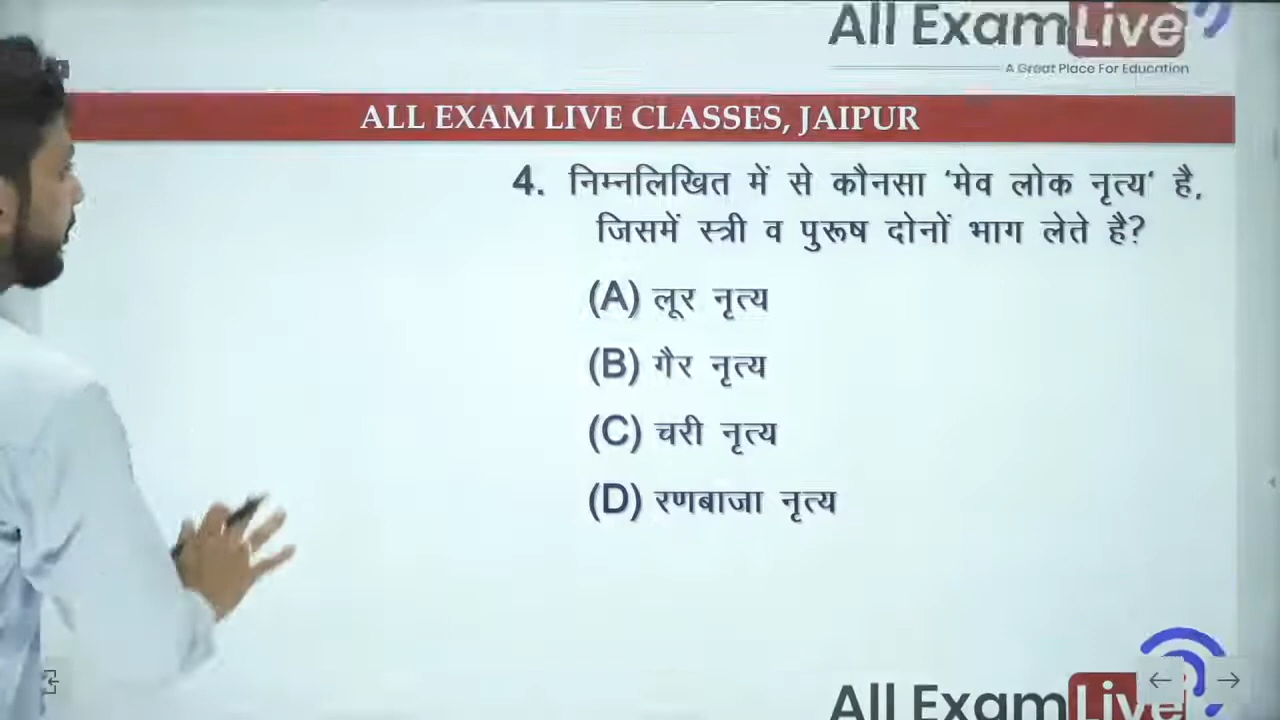 All ExamLive
A Great Place For Education
ALL EXAM LIVE CLASSES, JAIPUR
4. निम्नलिखित में से कौनसा 'मेव लोक नृत्य' है,
जिसमें स्त्री व पुरूष दोनों भाग लेते है?
(A) लूर नृत्य
(B) गैर नृत्य
(C) चरी नृत्य
(D) रणबाजा नृत्य
All ExamLive